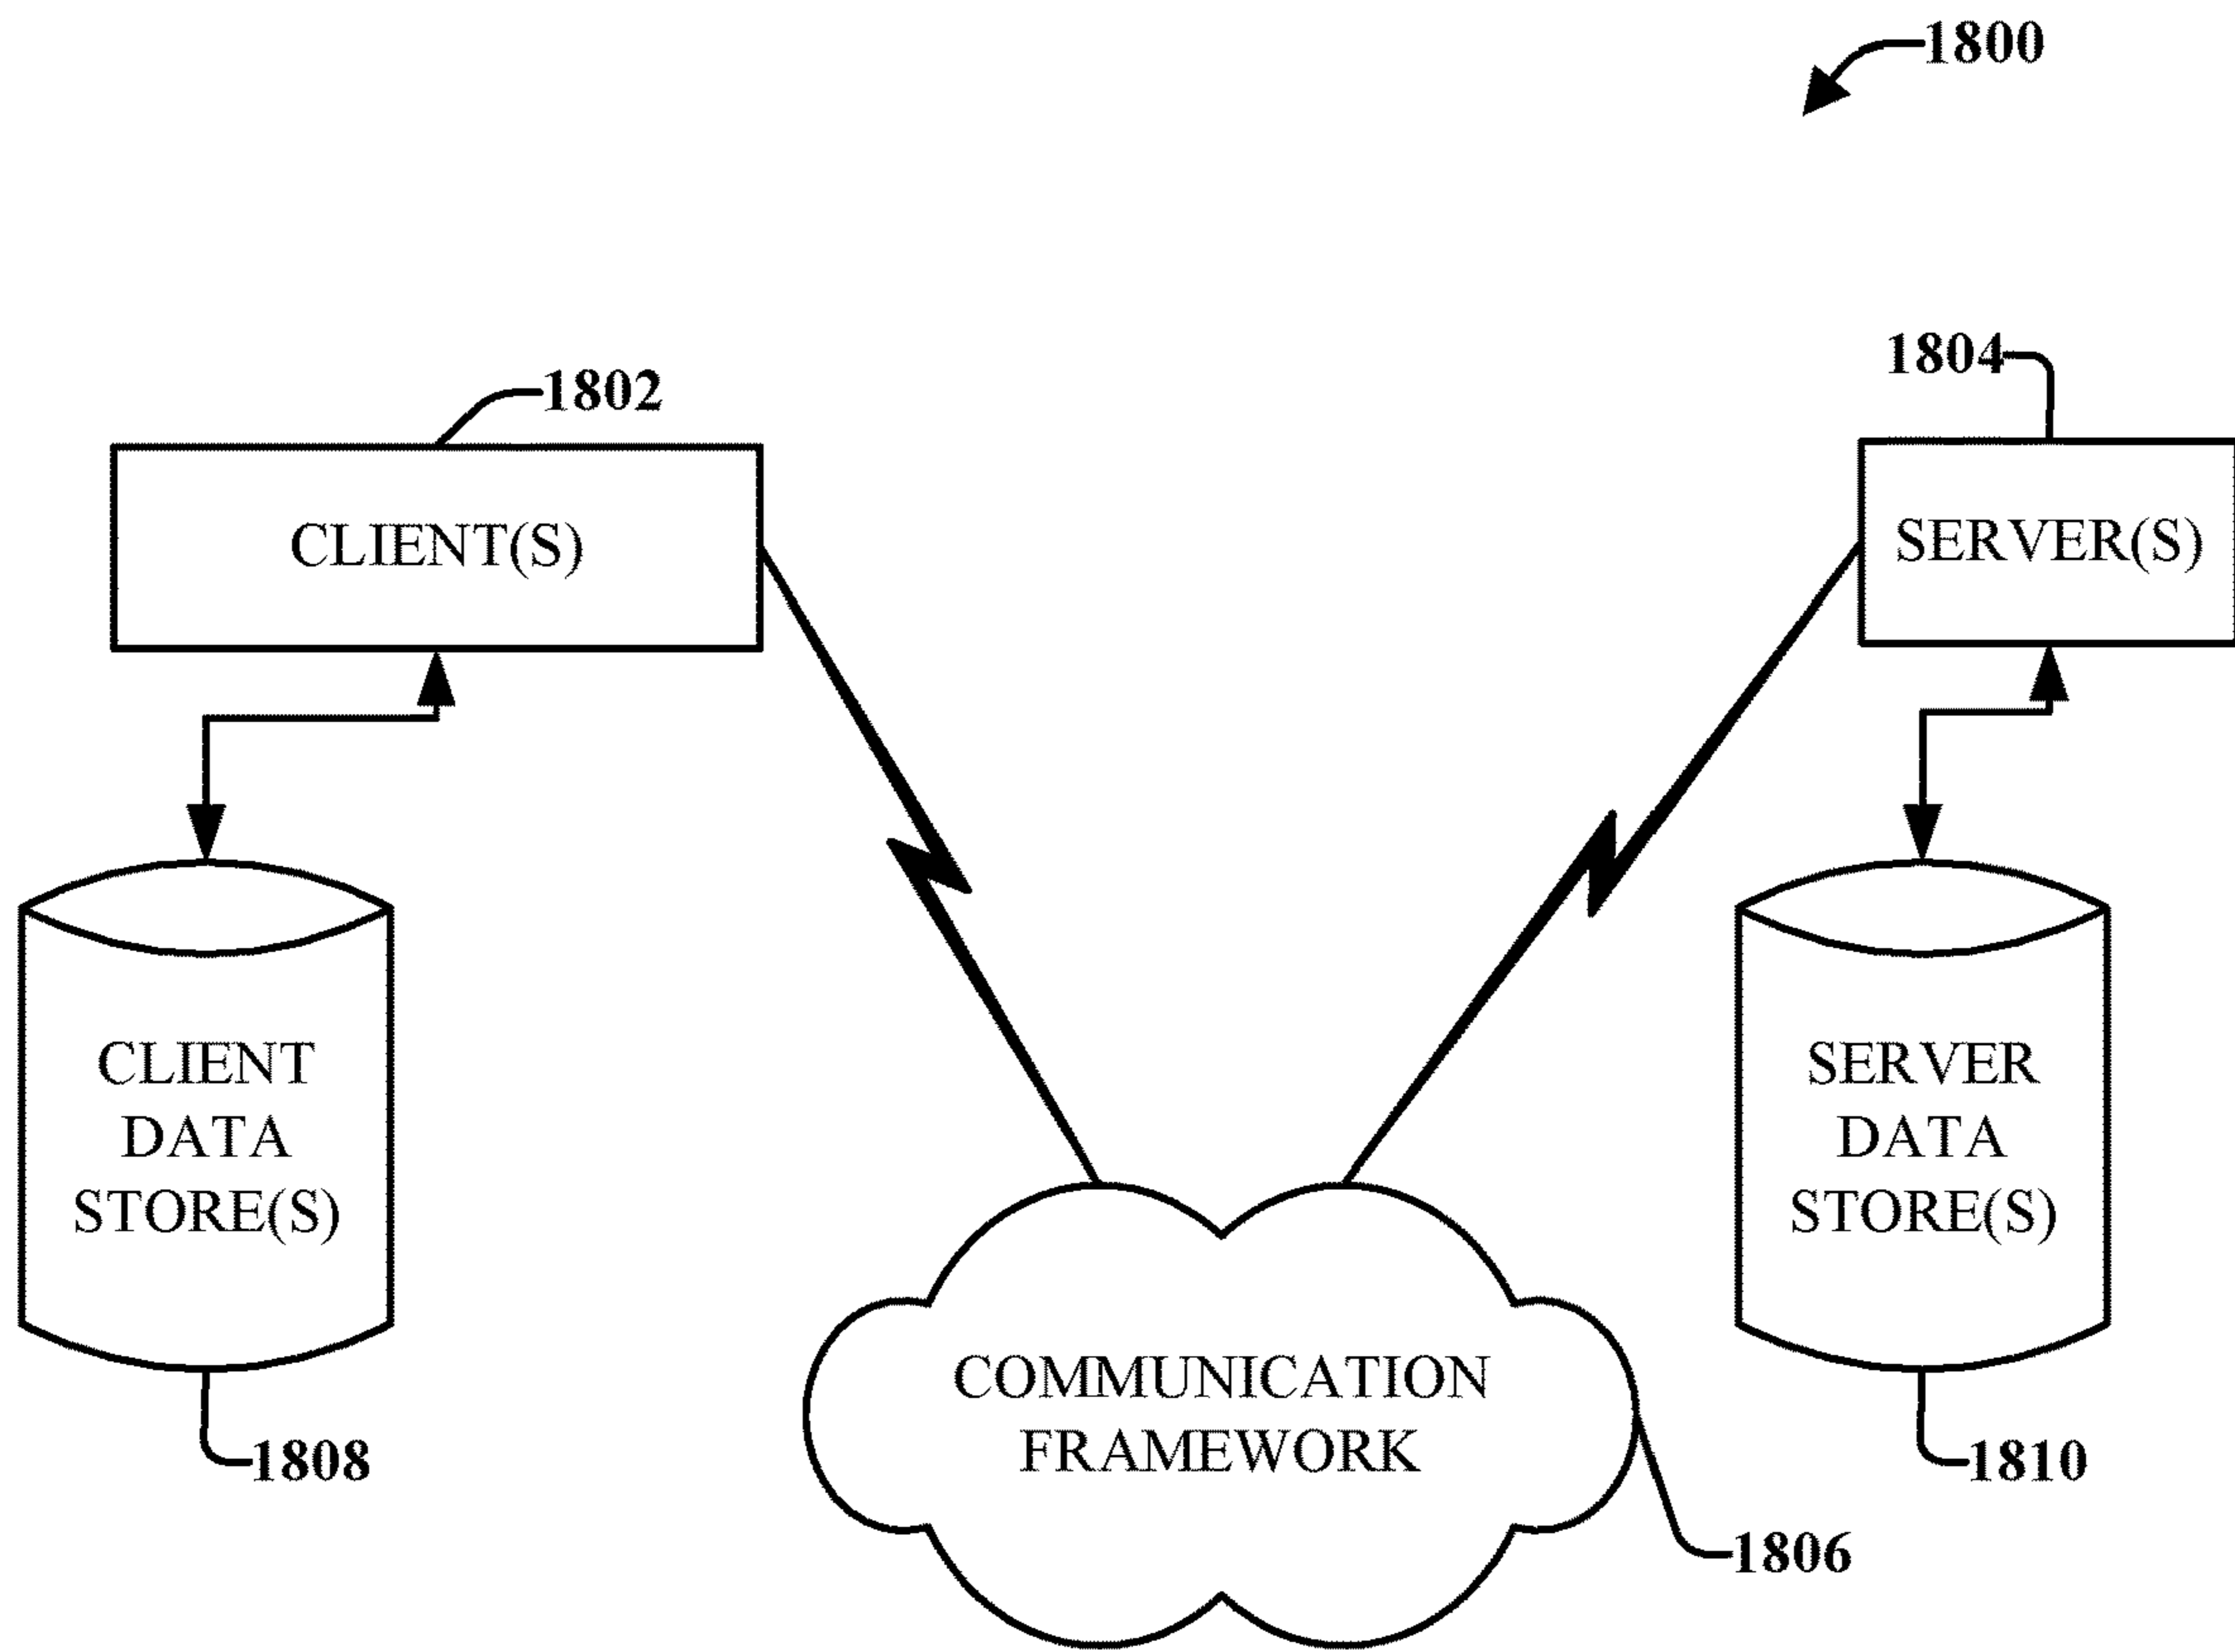 1800
1802
1804
CLIENT(S)
SERVER(S)
CLIENT
DATA
STORE(S)
SERVER
DATA
STORE(S)
COMMUNICATION
FRAMEWORK
1808
1810
1806